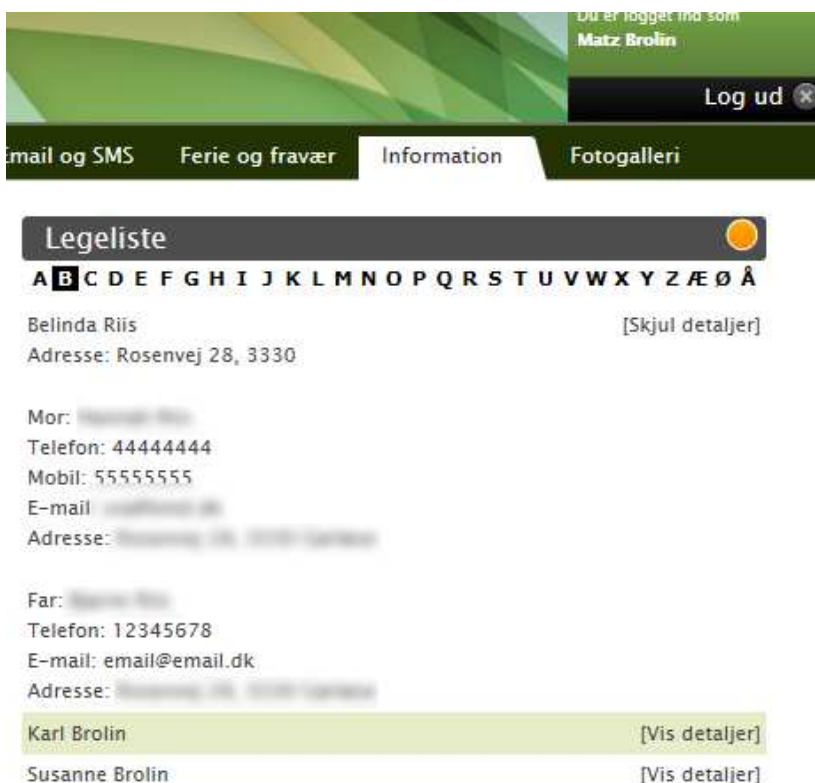 Du er logget ind som
Matz Brolin
Log ud
Email og SMS Ferie og fravær Information Fotogalleri
Legeliste
A B C D E F G H I J K L M N O P Q R S T U V W X Y Z Æ Ø Å
Belinda Riis [Skjul detaljer]
Adresse: Rosenvej 28, 3330
Mor:
Telefon: 44444444
Mobil: 55555555
E-mail
Adresse:
Far:
Telefon: 12345678
E-mail: email@email.dk
Adresse:
Karl Brolin [Vis detaljer]
Susanne Brolin [Vis detaljer]